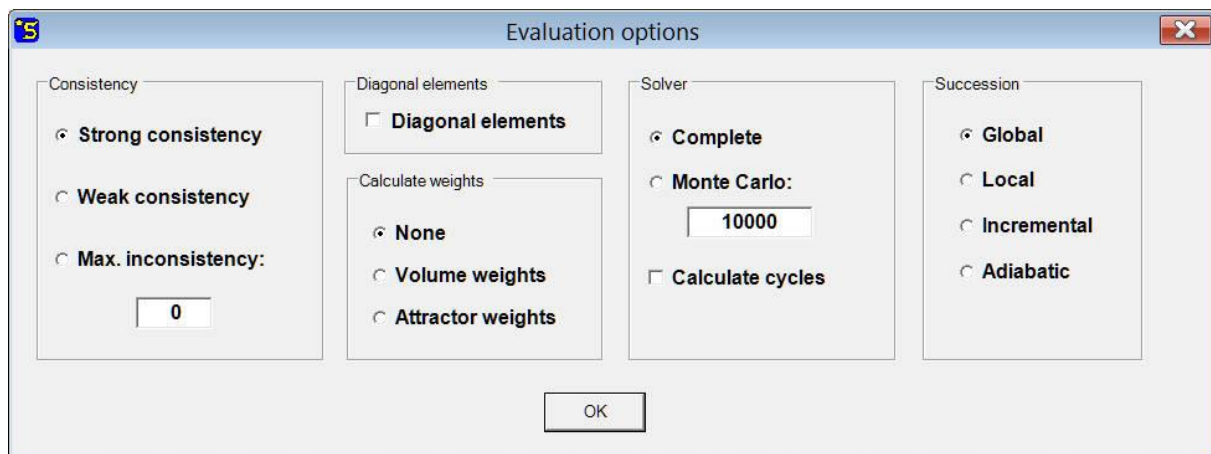 Evaluation options
Consistency
Strong consistency
Weak consistency
Max. inconsistency:
0
Diagonal elements
Diagonal elements
Calculate weights
None
Volume weights
Attractor weights
Solver
Complete
Monte Carlo:
10000
Calculate cycles
Succession
Global
Local
Incremental
Adiabatic
OK